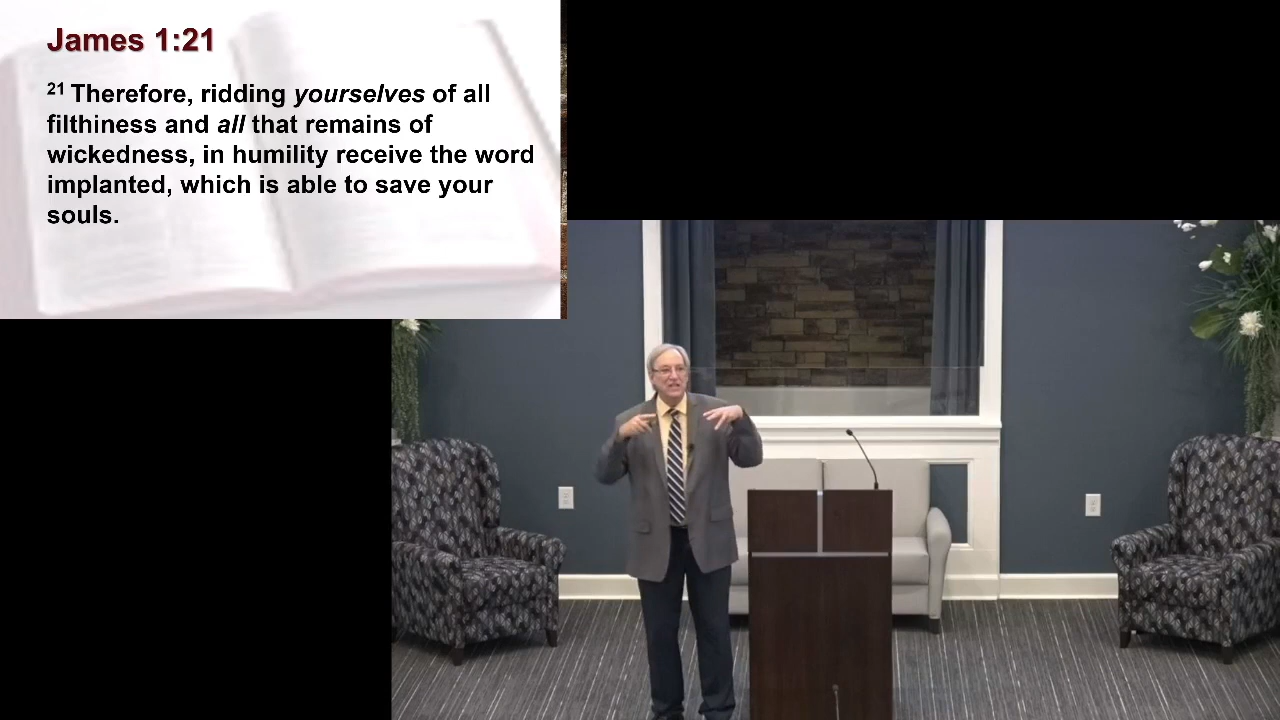 James 1:21
21 Therefore, ridding yourselves of all
filthiness and all that remains of
wickedness, in humility receive the word
implanted, which is able to save your
souls.